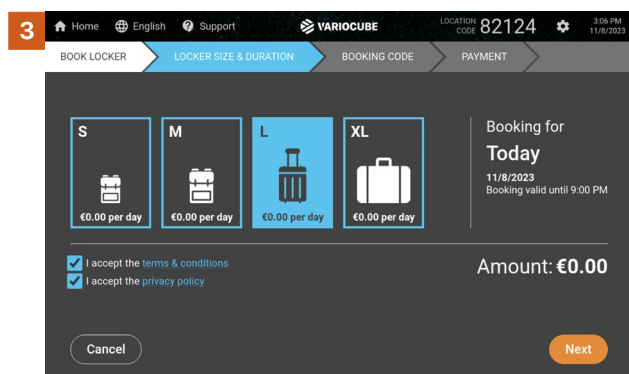 3
Home English Support VARIOCUBE LOCATION CODE 82124 3:06 PM 11/8/2023
BOOK LOCKER LOCKER SIZE & DURATION BOOKING CODE PAYMENT
S M L XL
€0.00 per day €0.00 per day €0.00 per day €0.00 per day
Booking for
Today
11/8/2023
Booking valid until 9:00 PM
I accept the terms & conditions
I accept the privacy policy
Amount: €0.00
Cancel Next